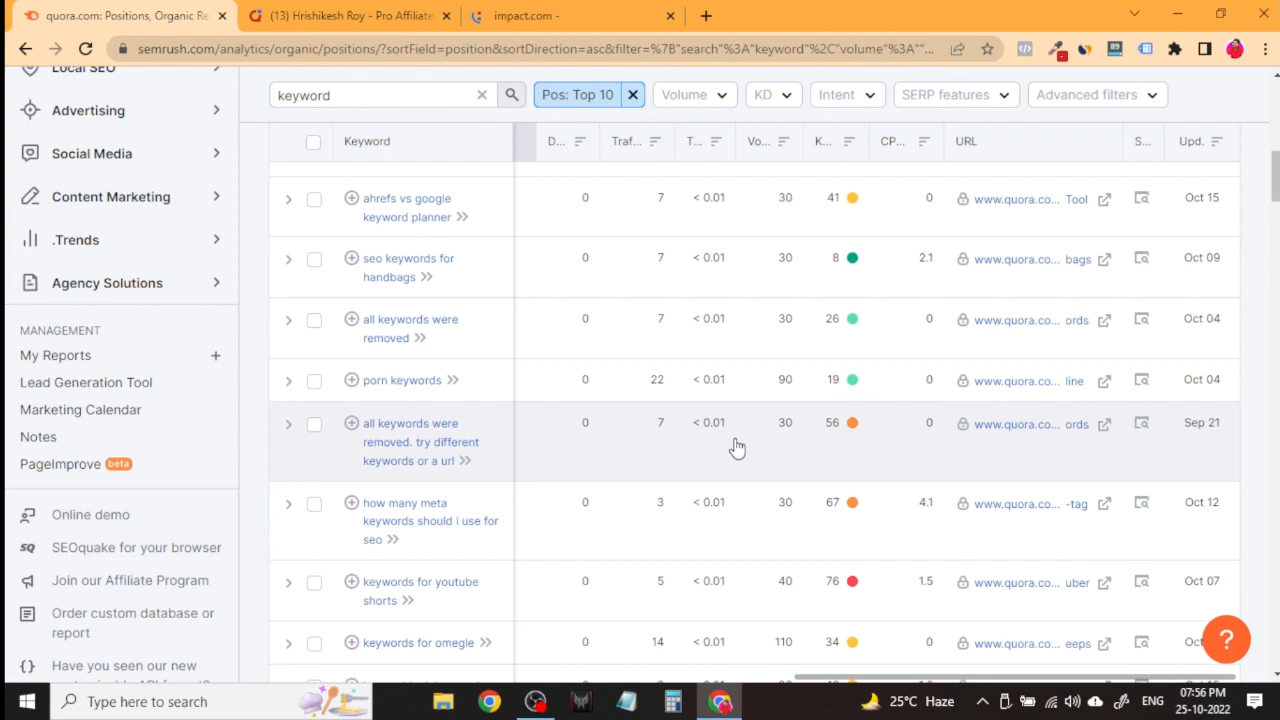 quora.com: Positions, Organic Re
(13) Hrishikesh Roy - Pro Affiliate
impact.com -
semrush.com/analytics/organic/positions/?sortField=position&sortDirection=asc&filter=%7B"search"%3A"keyword"%2C"volume"%3A""...
89
Local SEO
Advertising
Social Media
Content Marketing
.Trends
Agency Solutions
MANAGEMENT
My Reports
Lead Generation Tool
Marketing Calendar
Notes
PageImprove beta
Online demo
SEOquake for your browser
Join our Affiliate Program
Order custom database or
report
Have you seen our new
keyword
Pos: Top 10
Volume
KD
Intent
SERP features
Advanced filters
Keyword D... Traf... T... Vo... K... CP... URL S... Upd.
ahrefs vs google
keyword planner
0 7 < 0.01 30 41 0 www.quora.co... Tool Oct 15
seo keywords for
handbags
0 7 < 0.01 30 8 2.1 www.quora.co... bags Oct 09
all keywords were
removed
0 7 < 0.01 30 26 0 www.quora.co... ords Oct 04
porn keywords 0 22 < 0.01 90 19 0 www.quora.co... line Oct 04
all keywords were
removed. try different
keywords or a url
0 7 < 0.01 30 56 0 www.quora.co... ords Sep 21
how many meta
keywords should i use for
seo
0 3 < 0.01 30 67 4.1 www.quora.co... -tag Oct 12
keywords for youtube
shorts
0 5 < 0.01 40 76 1.5 www.quora.co... uber Oct 07
keywords for omegle 0 14 < 0.01 110 34 0 www.quora.co... eeps Oct
?
Type here to search
25°C Haze
ENG
07:56 PM
25-10-2022